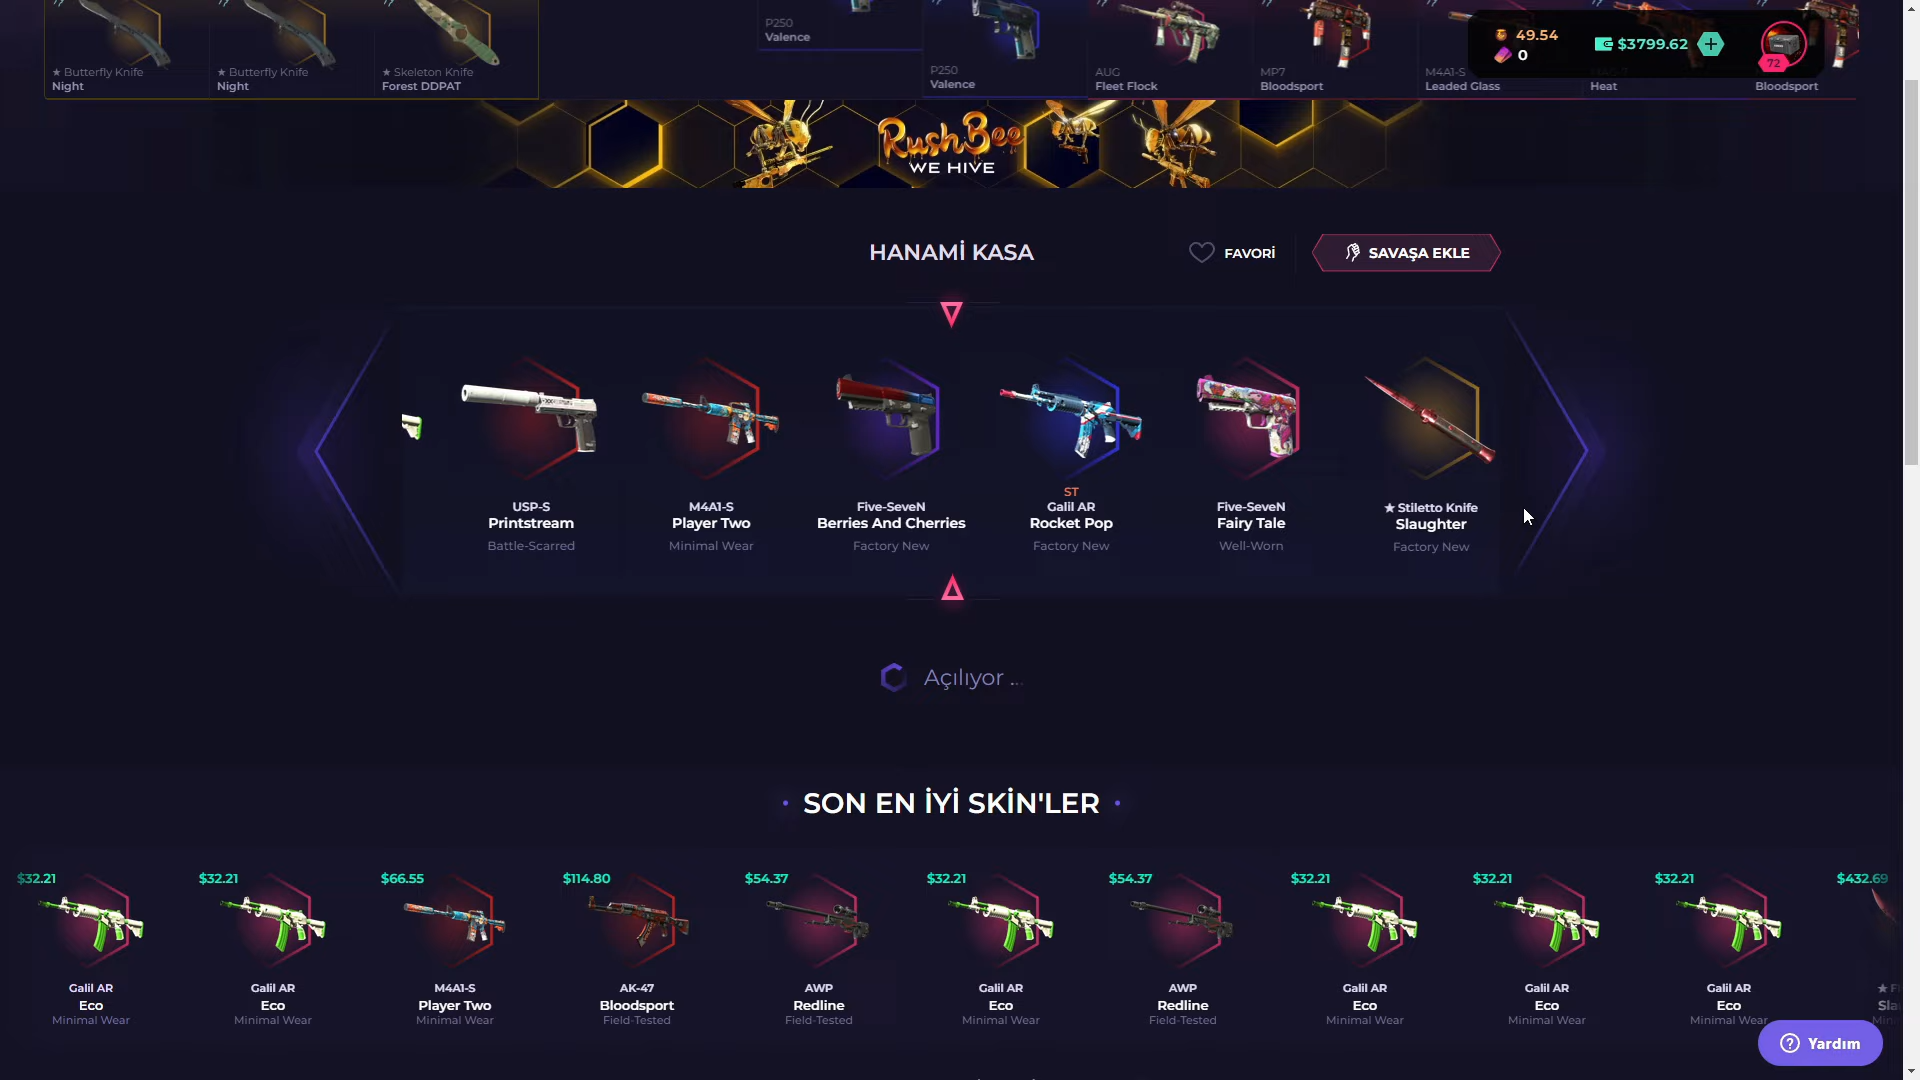 ★ Butterfly Knife
Night
★ Butterfly Knife
Night
★ Skeleton Knife
Forest DDPAT
P250
Valence
P250
Valence
AUG
Fleet Flock
MP7
Bloodsport
M4A1-S
Leaded Glass
Heat
Bloodsport
49.54
0
$3799.62
72
RushBee
WE HIVE
HANAMİ KASA
FAVORİ
SAVAŞA EKLE
USP-S
Printstream
Battle-Scarred
M4A1-S
Player Two
Minimal Wear
Five-SeveN
Berries And Cherries
Factory New
ST
Galil AR
Rocket Pop
Factory New
Five-SeveN
Fairy Tale
Well-Worn
★ Stiletto Knife
Slaughter
Factory New
Açılıyor ...
SON EN İYİ SKİN'LER
$32.21
Galil AR
Eco
Minimal Wear
$32.21
Galil AR
Eco
Minimal Wear
$66.55
M4A1-S
Player Two
Minimal Wear
$114.80
AK-47
Bloodsport
Field-Tested
$54.37
AWP
Redline
Field-Tested
$32.21
Galil AR
Eco
Minimal Wear
$54.37
AWP
Redline
Field-Tested
$32.21
Galil AR
Eco
Minimal Wear
$32.21
Galil AR
Eco
Minimal Wear
$32.21
Galil AR
Eco
Minimal Wear
$432.69
Yardım